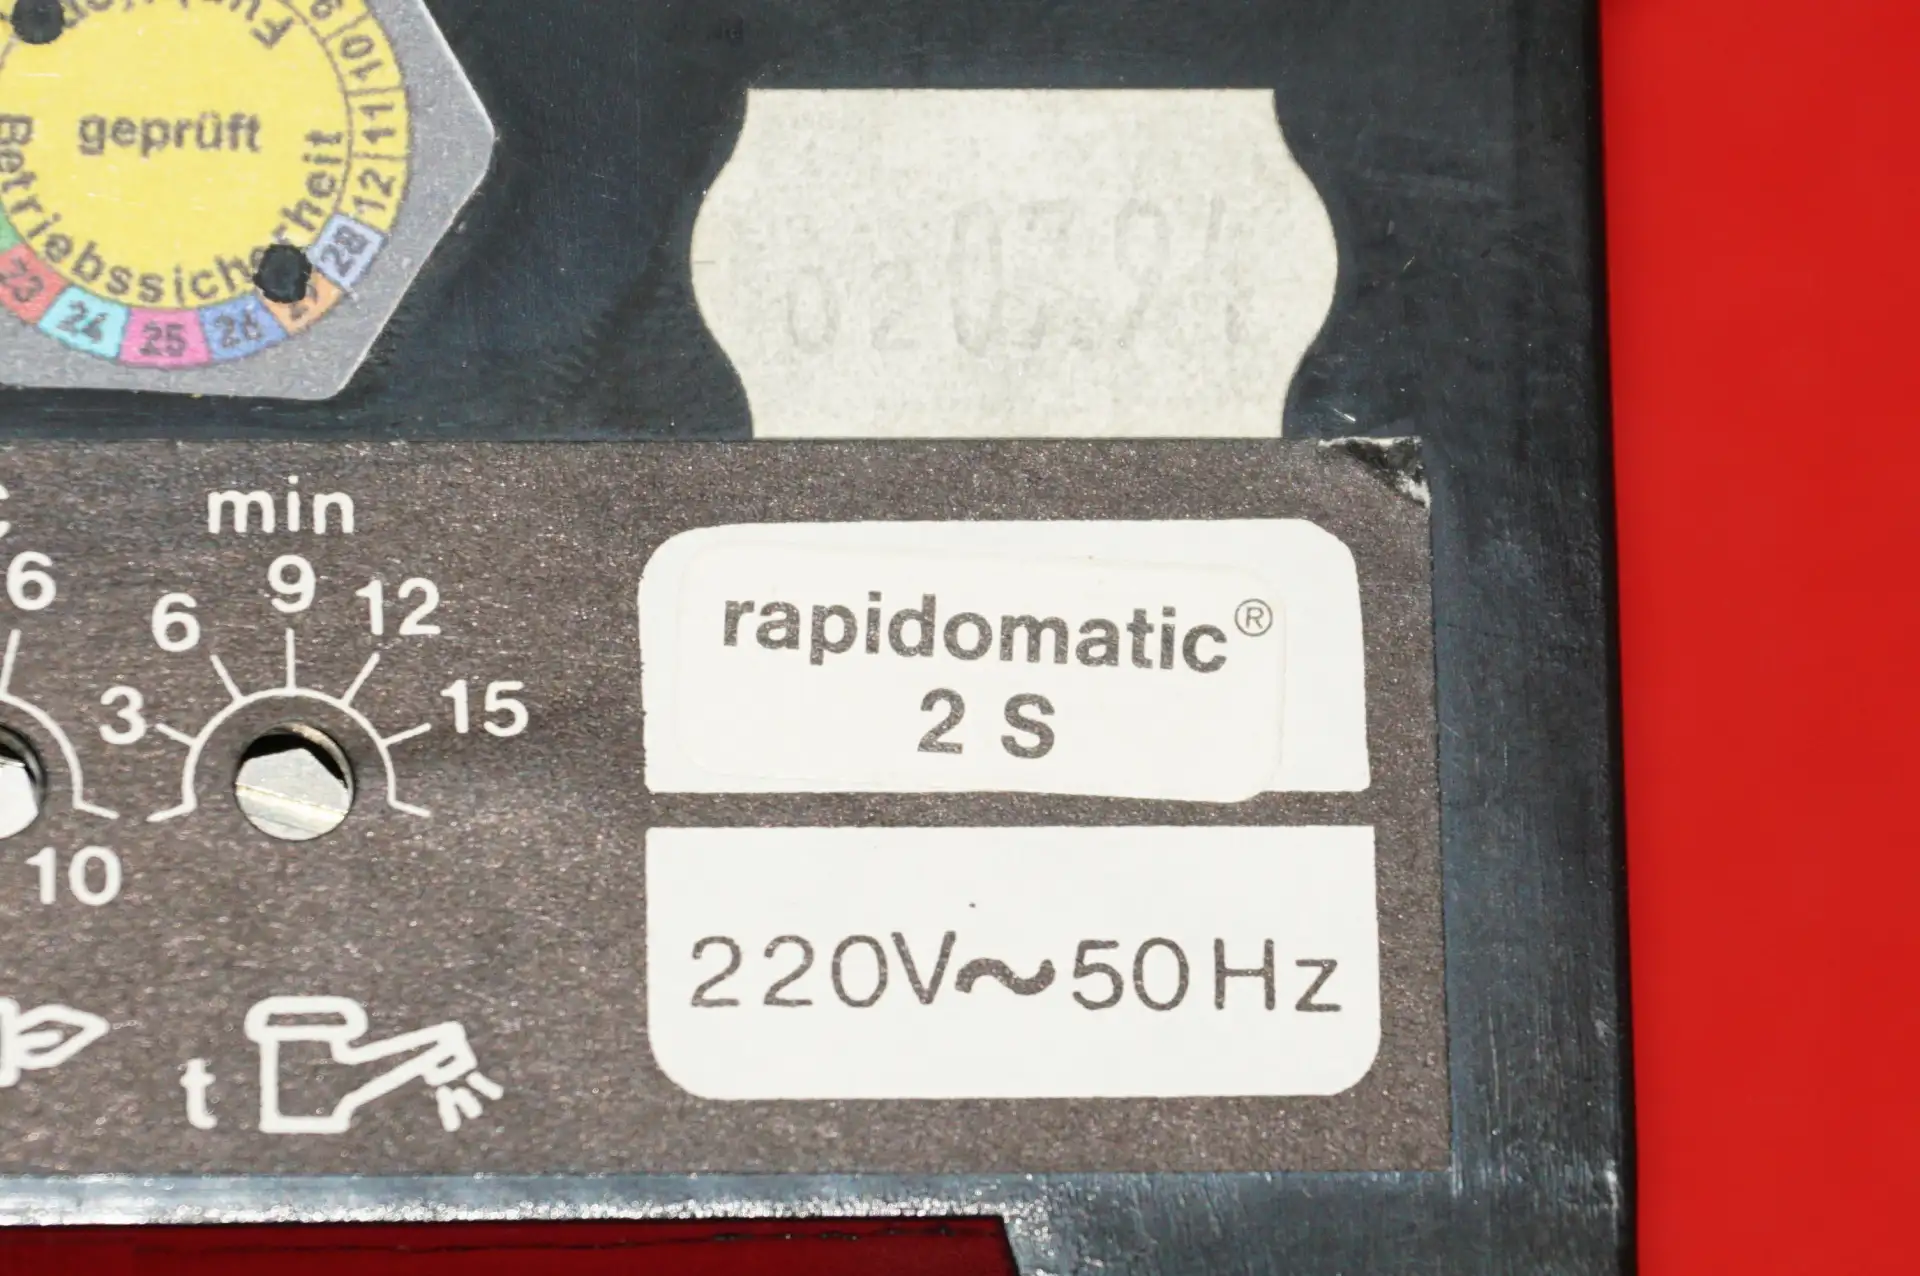 9 10 11 12
geprüft
Betriebssicherheit
23 24 25 26 28
min
6
3 6 9 12 15
10
rapidomatic®
2 S
220V~50Hz
t